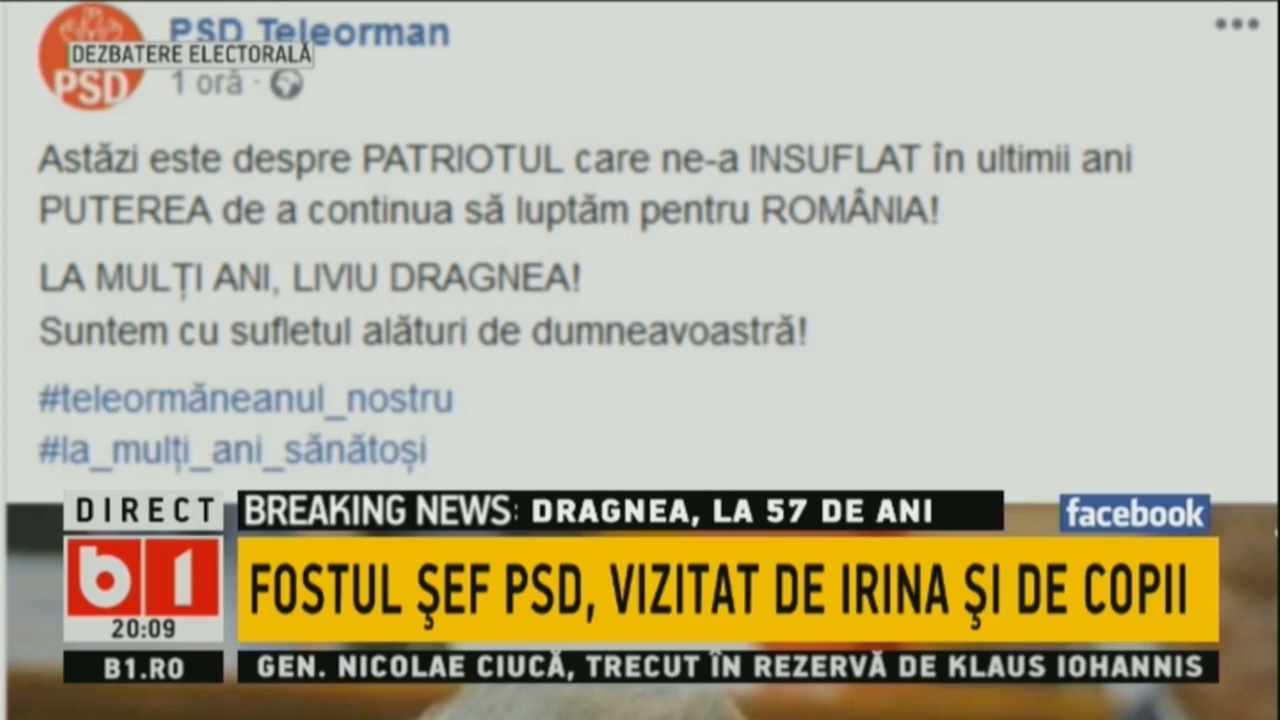 PSD Teleorman
DEZBATERE ELECTORALĂ
PSD
1 oră ·
Astăzi este despre PATRIOTUL care ne-a INSUFLAT în ultimii ani
PUTEREA de a continua să luptăm pentru ROMÂNIA!
LA MULȚI ANI, LIVIU DRAGNEA!
Suntem cu sufletul alături de dumneavoastră!
#teleormăneanul_nostru
#la_mulți_ani_sănătoși
DIRECT
BREAKING NEWS: DRAGNEA, LA 57 DE ANI
facebook
b1
FOSTUL ŞEF PSD, VIZITAT DE IRINA ŞI DE COPII
20:09
B1.RO
GEN. NICOLAE CIUCĂ, TRECUT ÎN REZERVĂ DE KLAUS IOHANNIS